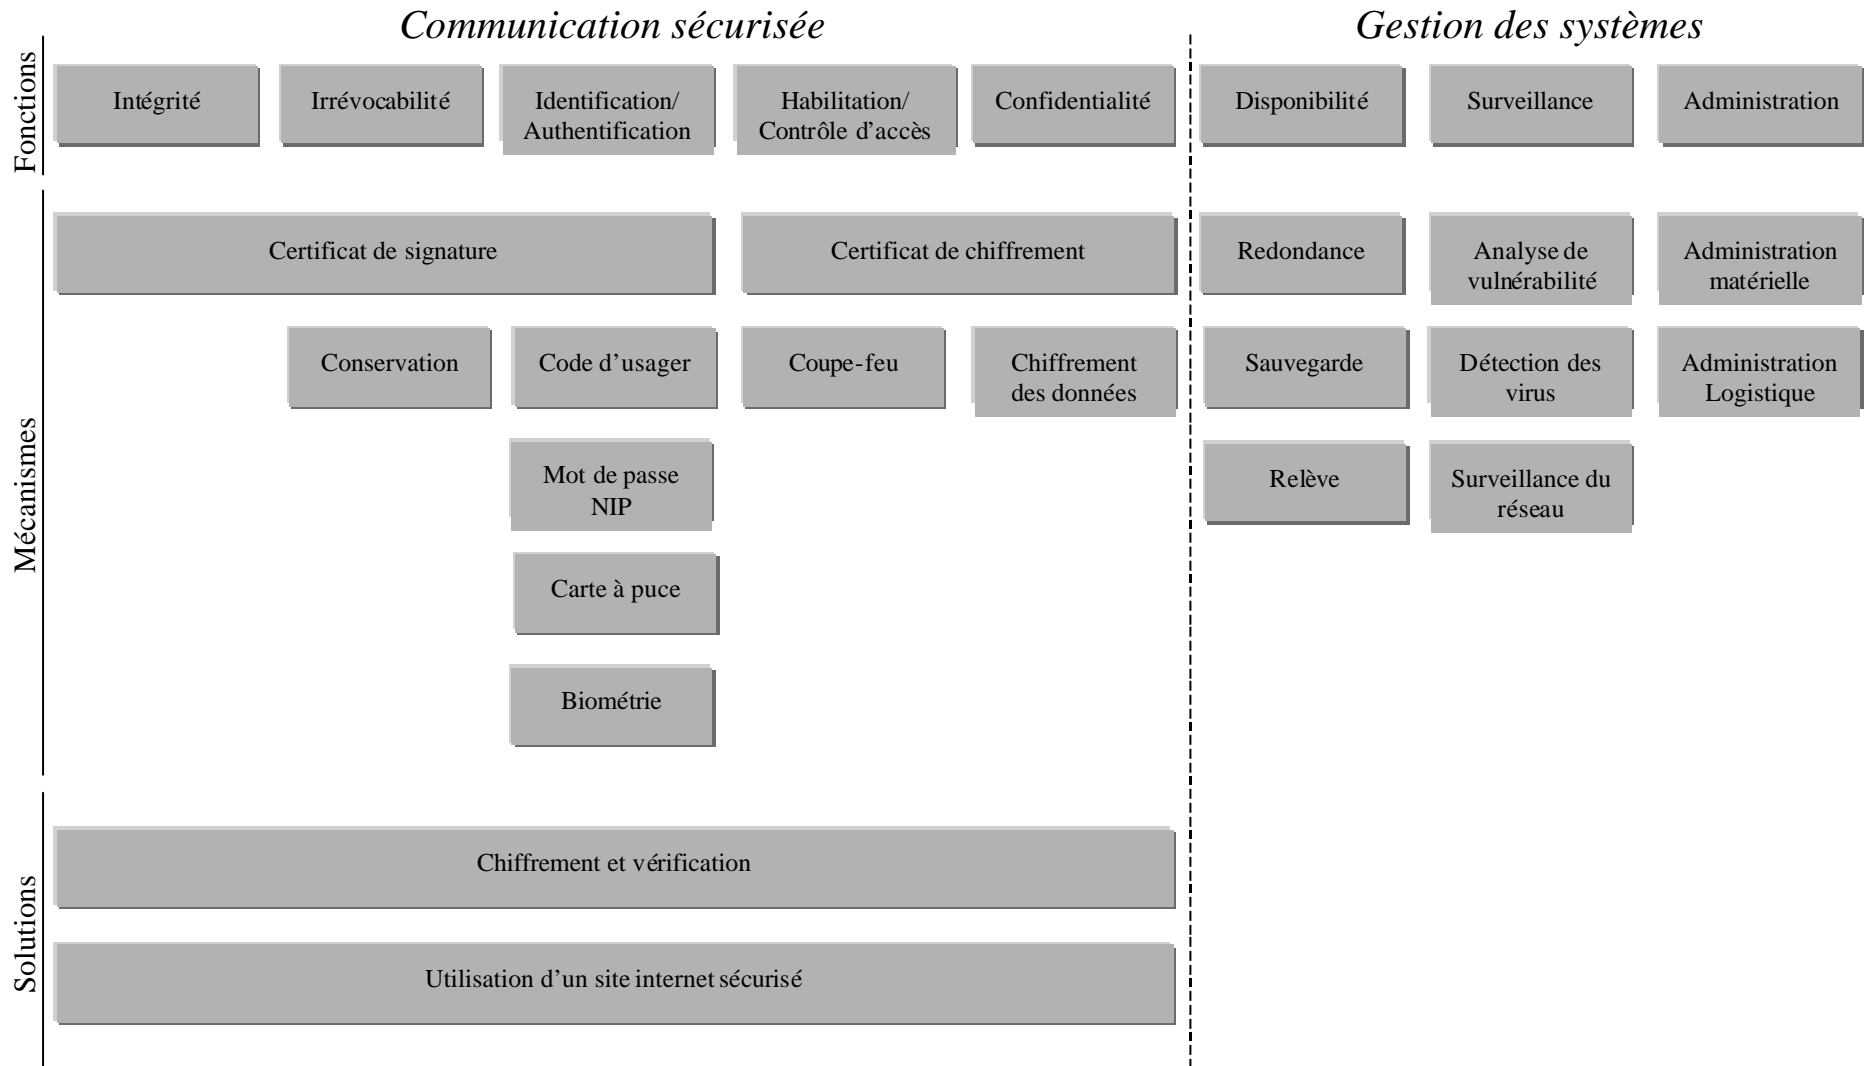 Communication sécurisée
Gestion des systèmes
Fonctions
Intégrité
Irrévocabilité
Identification/
Authentification
Habilitation/
Contrôle d’accès
Confidentialité
Disponibilité
Surveillance
Administration
Mécanismes
Certificat de signature
Certificat de chiffrement
Redondance
Analyse de
vulnérabilité
Administration
matérielle
Conservation
Code d’usager
Coupe-feu
Chiffrement
des données
Sauvegarde
Détection des
virus
Administration
Logistique
Mot de passe
NIP
Relève
Surveillance du
réseau
Carte à puce
Biométrie
Solutions
Chiffrement et vérification
Utilisation d’un site internet sécurisé